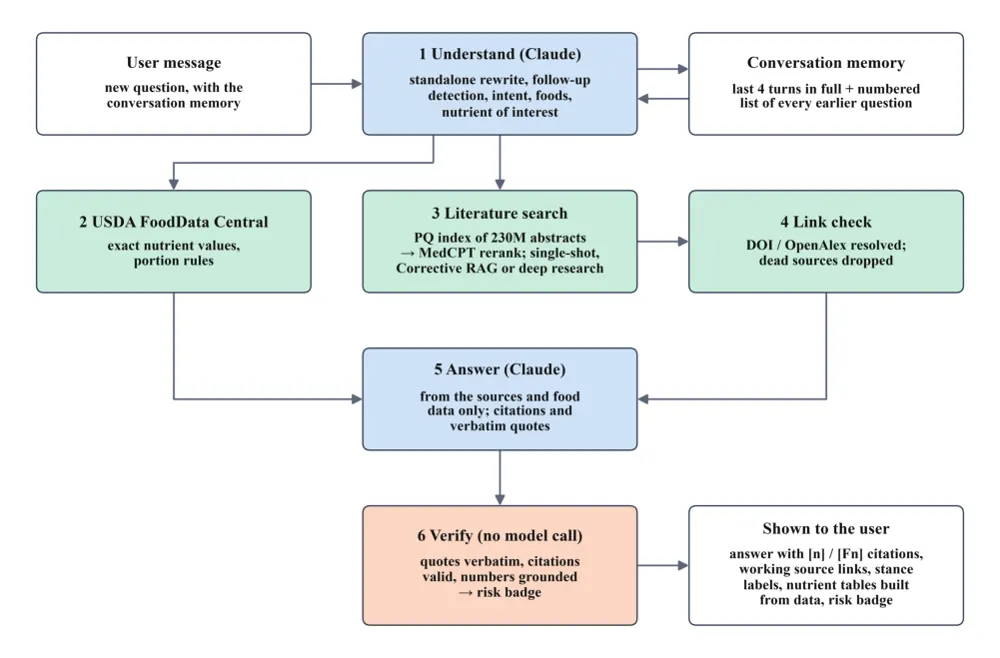 User message
new question, with the
conversation memory
1 Understand (Claude)
standalone rewrite, follow-up
detection, intent, foods,
nutrient of interest
Conversation memory
last 4 turns in full + numbered
list of every earlier question
2 USDA FoodData Central
exact nutrient values,
portion rules
3 Literature search
PQ index of 230M abstracts
→ MedCPT rerank; single-shot,
Corrective RAG or deep research
4 Link check
DOI / OpenAlex resolved;
dead sources dropped
5 Answer (Claude)
from the sources and food
data only; citations and
verbatim quotes
6 Verify (no model call)
quotes verbatim, citations
valid, numbers grounded
→ risk badge
Shown to the user
answer with [n] / [Fn] citations,
working source links, stance
labels, nutrient tables built
from data, risk badge